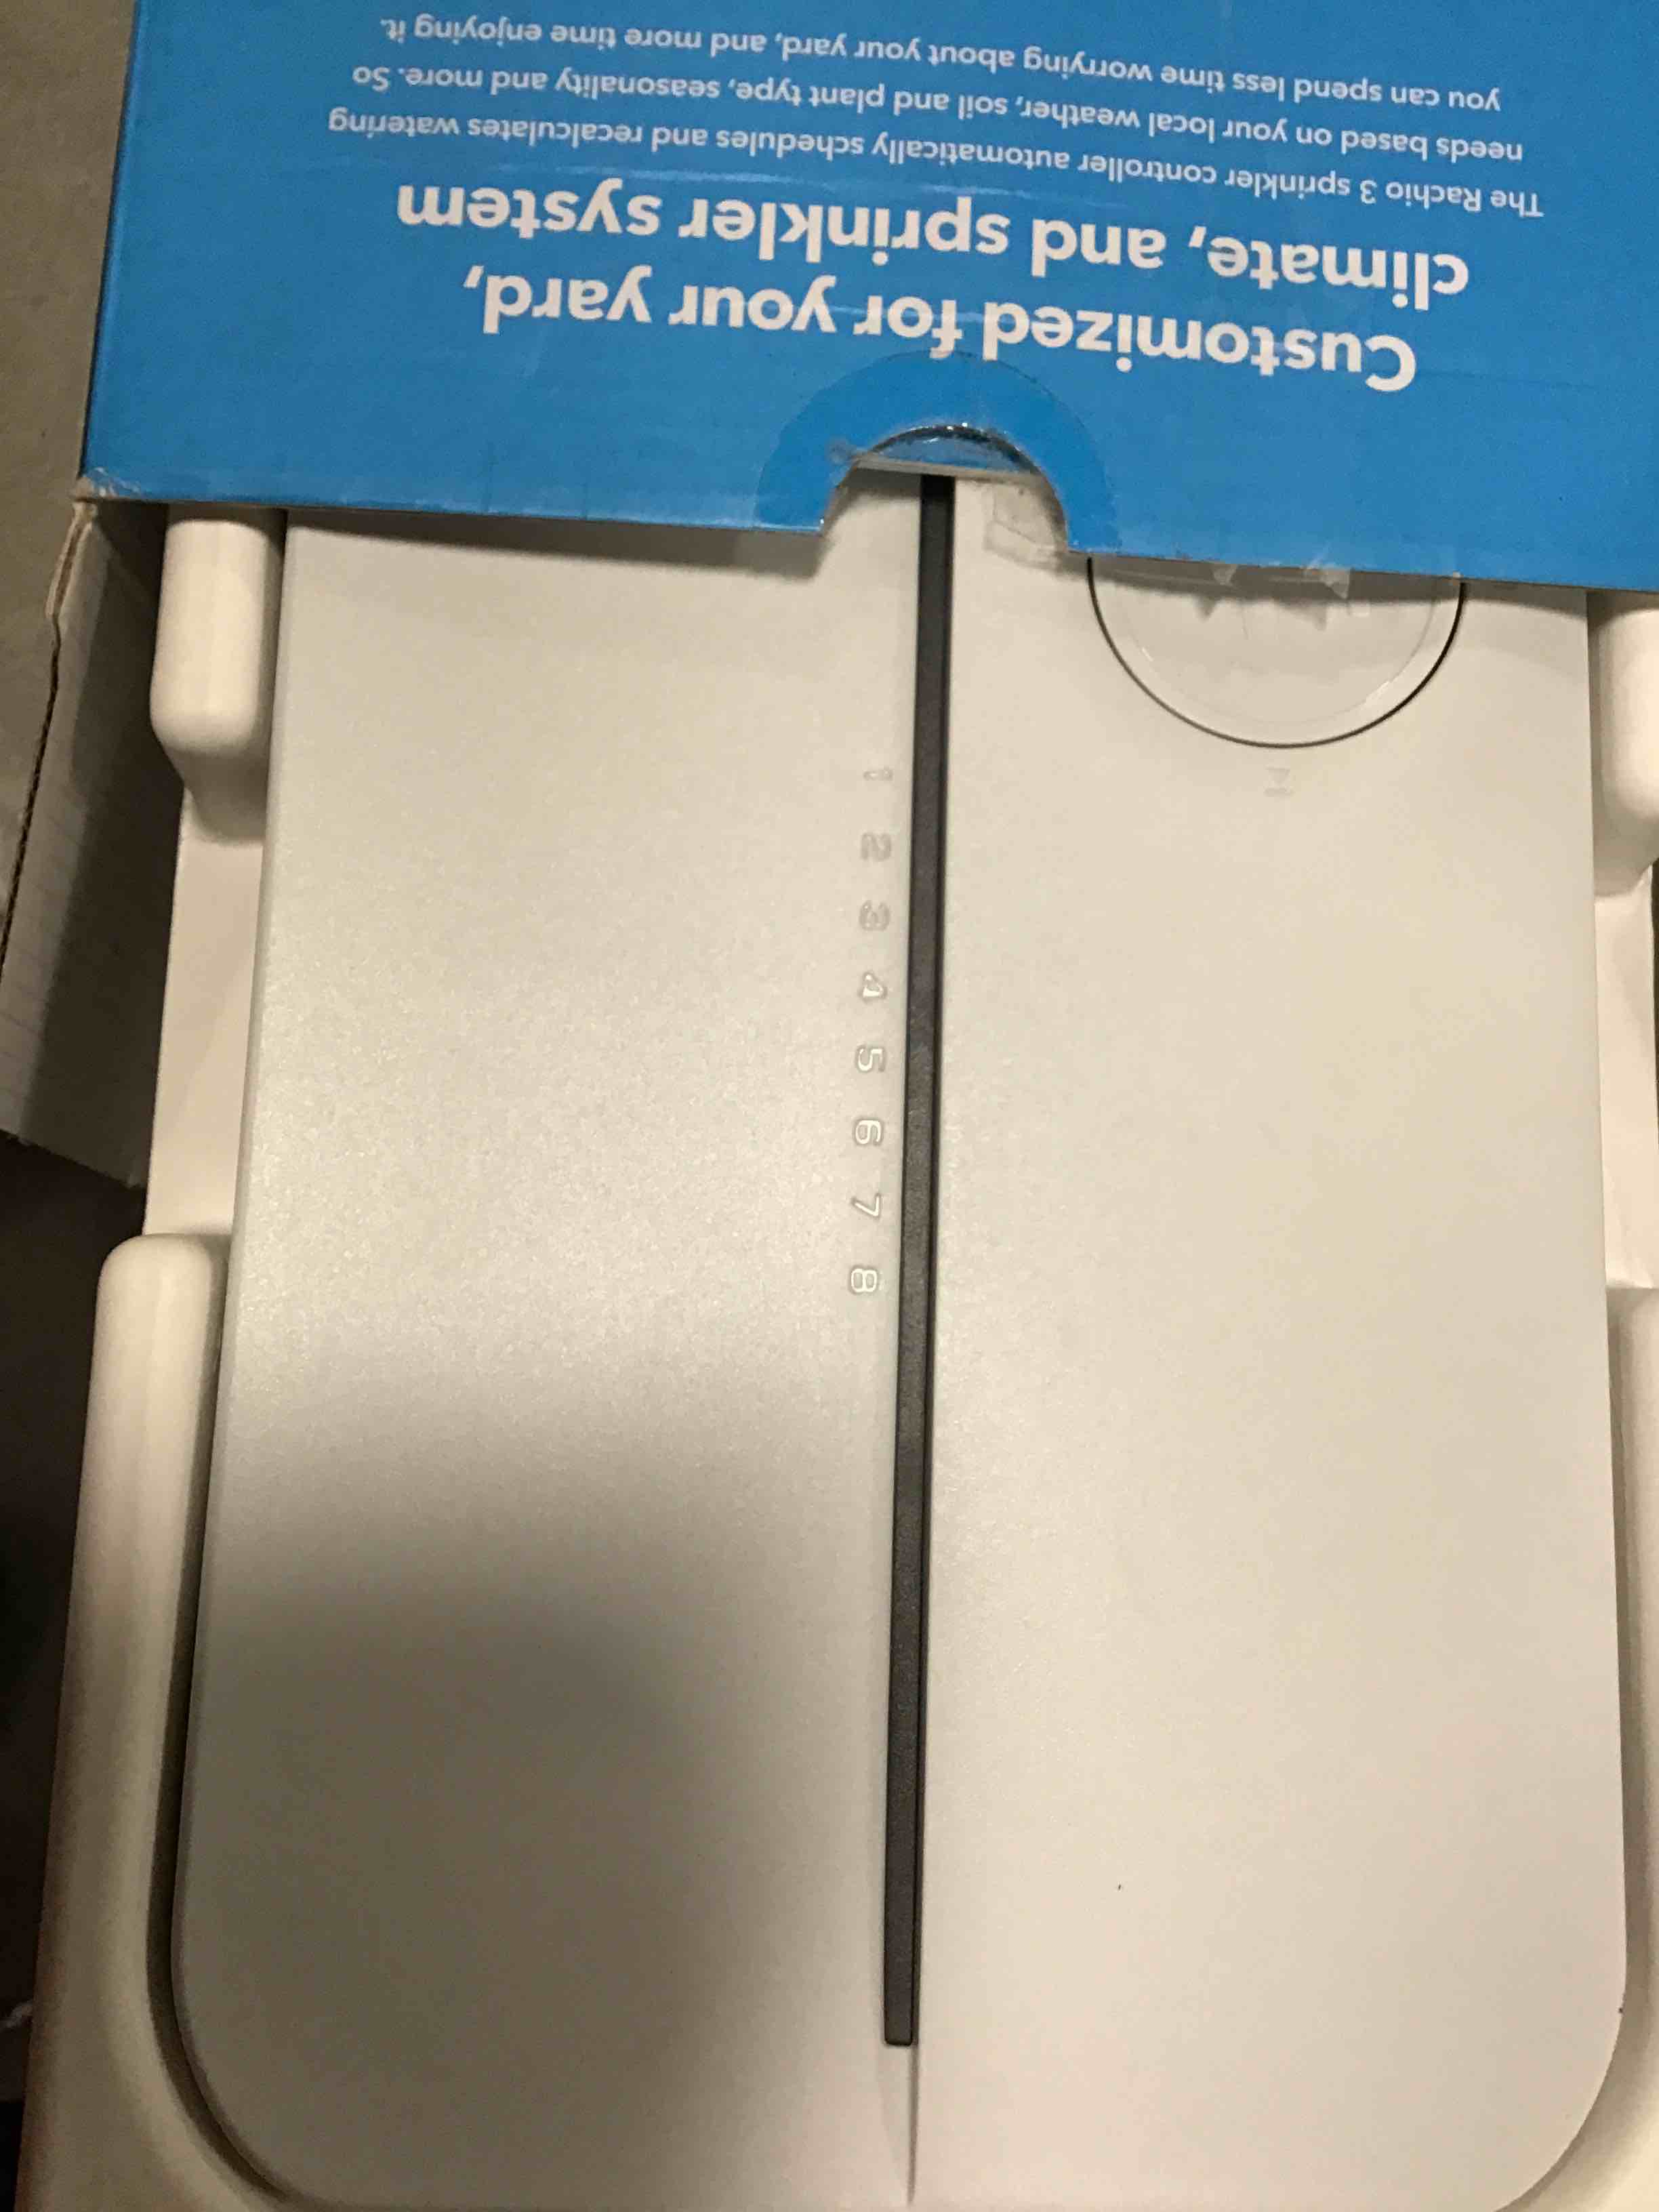 Customized for your yard,
climate, and sprinkler system
The Rachio 3 sprinkler controller automatically schedules and recalculates watering
needs based on your local weather, soil and plant type, seasonality and more. So
you can spend less time worrying about your yard, and more time enjoying it.
1 2 3 4 5 6 7 8